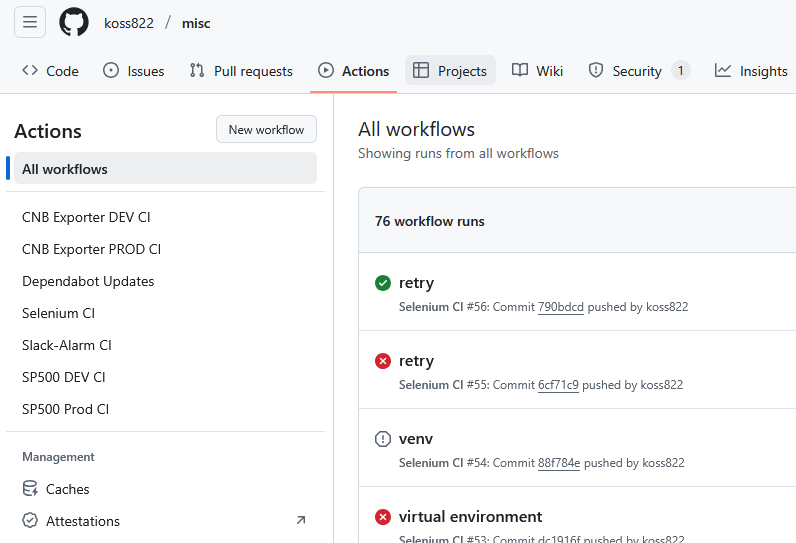 koss822 / misc
Code Issues Pull requests Actions Projects Wiki Security 1 Insights
Actions
New workflow
All workflows
CNB Exporter DEV CI
CNB Exporter PROD CI
Dependabot Updates
Selenium CI
Slack-Alarm CI
SP500 DEV CI
SP500 Prod CI
Management
Caches
Attestations
All workflows
Showing runs from all workflows
76 workflow runs
retry
Selenium CI #56: Commit 790bdcd pushed by koss822
retry
Selenium CI #55: Commit 6cf71c9 pushed by koss822
venv
Selenium CI #54: Commit 88f784e pushed by koss822
virtual environment
Selenium CI #53: Commit dc1916f pushed by koss822